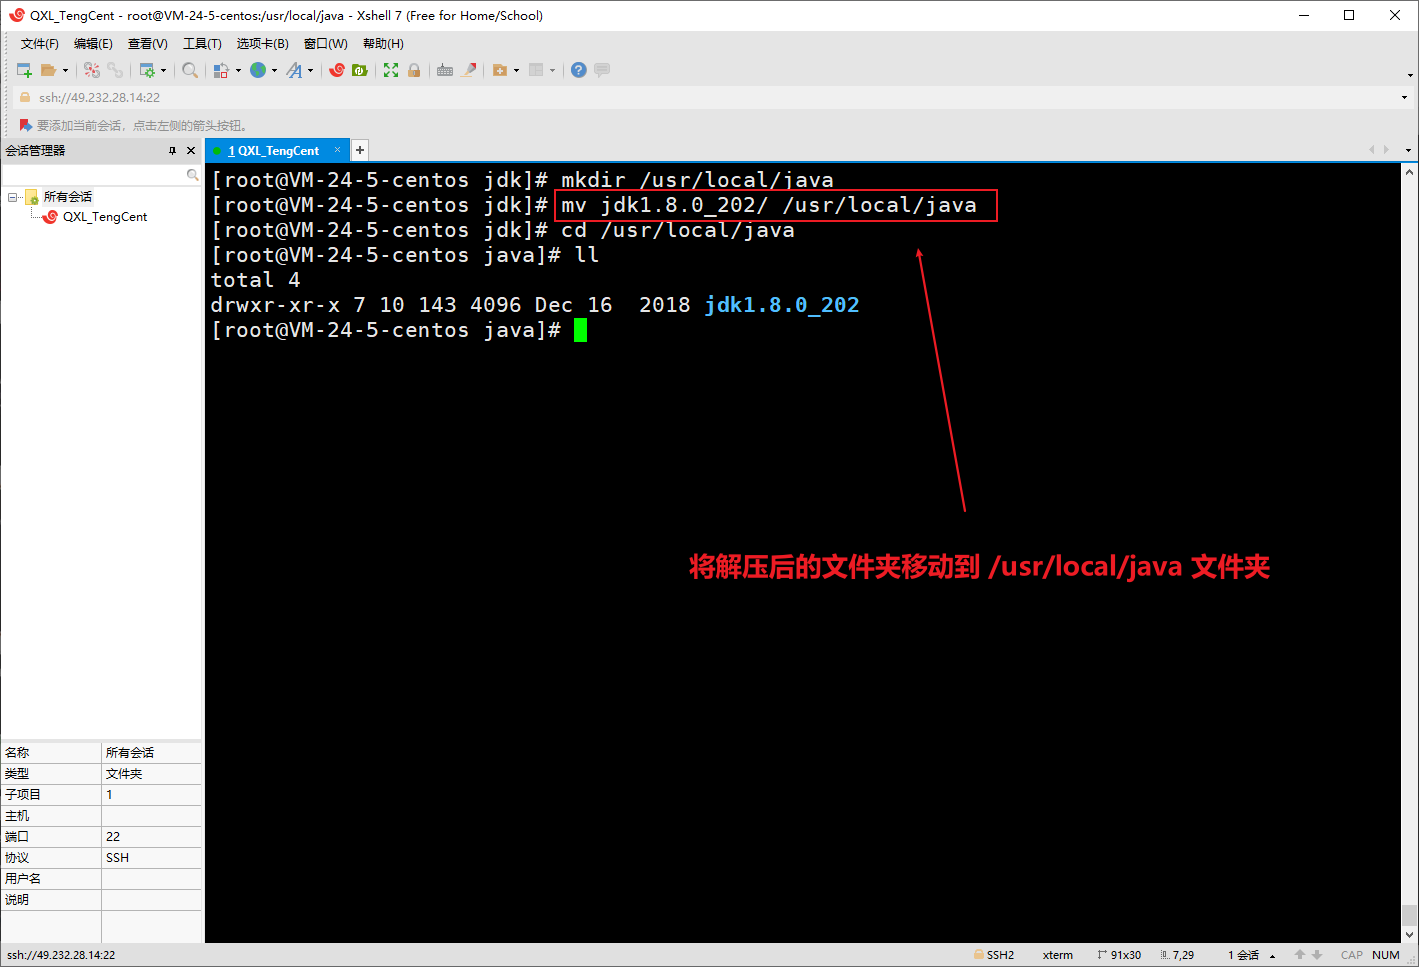 QXL_TengCent - root@VM-24-5-centos:/usr/local/java - Xshell 7 (Free for Home/School)
文件(F) 编辑(E) 查看(V) 工具(T) 选项卡(B) 窗口(W) 帮助(H)
ssh://49.232.28.14:22
要添加当前会话，点击左侧的箭头按钮。
会话管理器
1 QXL_TengCent
所有会话
QXL_TengCent
[root@VM-24-5-centos jdk]# mkdir /usr/local/java
[root@VM-24-5-centos jdk]# mv jdk1.8.0_202/ /usr/local/java
[root@VM-24-5-centos jdk]# cd /usr/local/java
[root@VM-24-5-centos java]# ll
total 4
drwxr-xr-x 7 10 143 4096 Dec 16  2018 jdk1.8.0_202
[root@VM-24-5-centos java]#
将解压后的文件夹移动到 /usr/local/java 文件夹
名称 所有会话
类型 文件夹
子项目 1
主机
端口 22
协议 SSH
用户名
说明
ssh://49.232.28.14:22 SSH2 xterm 91x30 7,29 1 会话 CAP NUM